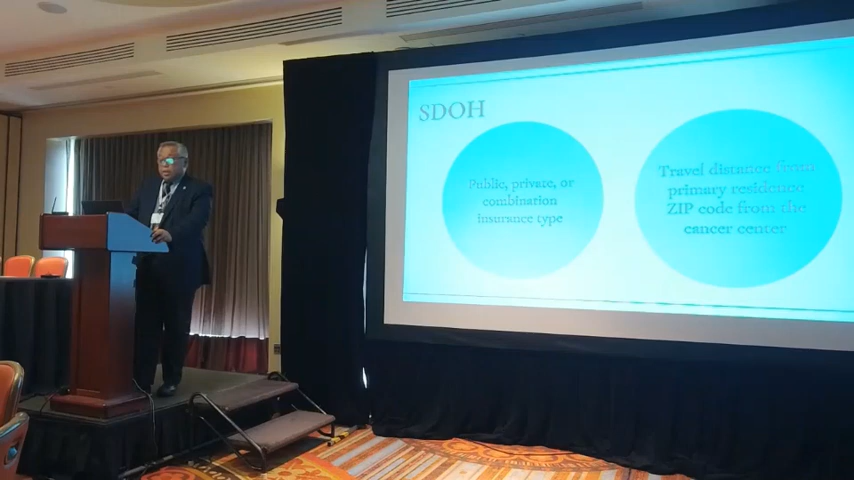 SDOH
Public, private, or
combination
insurance type
Travel distance from
primary residence
ZIP code from the
cancer center